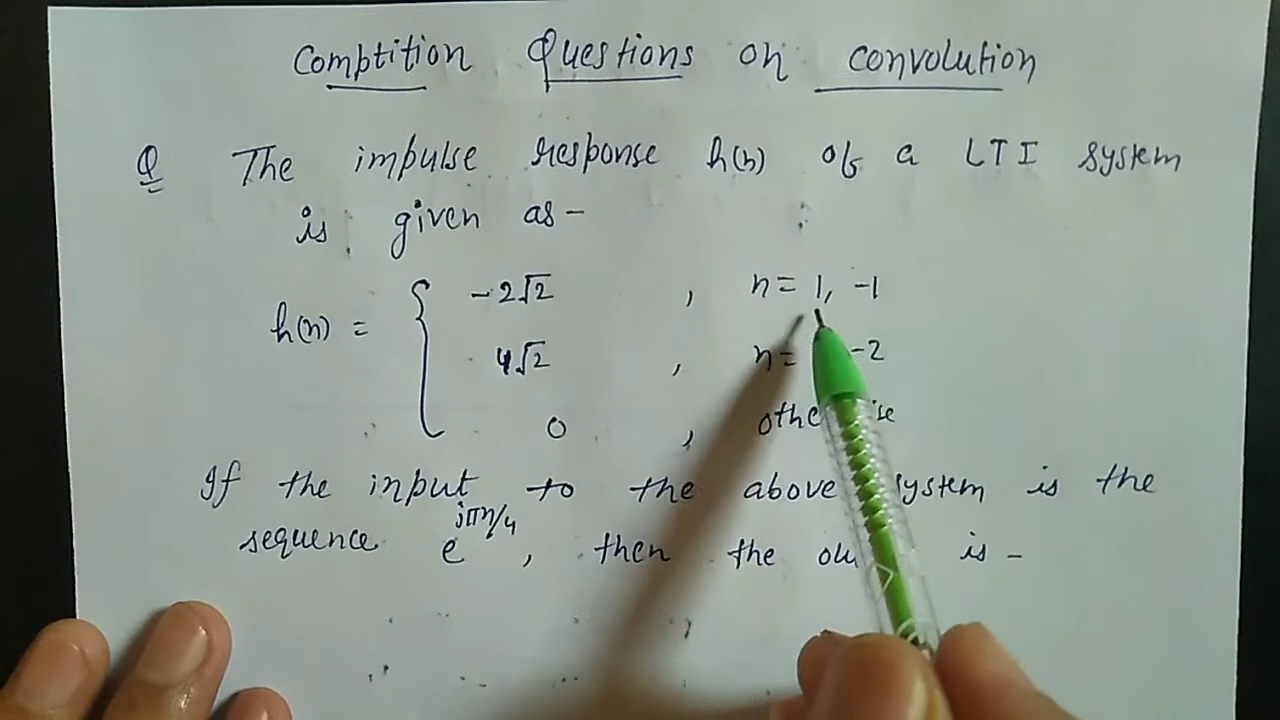 Comptition Questions on convolution
Q The impulse response h(n) of a LTI system
is given as -
h(n) = { -2√2 , n = 1, -1
4√2 , n = -2
0 ,
If the input to the above system is the
sequence e^{jπn/4}, then the is -